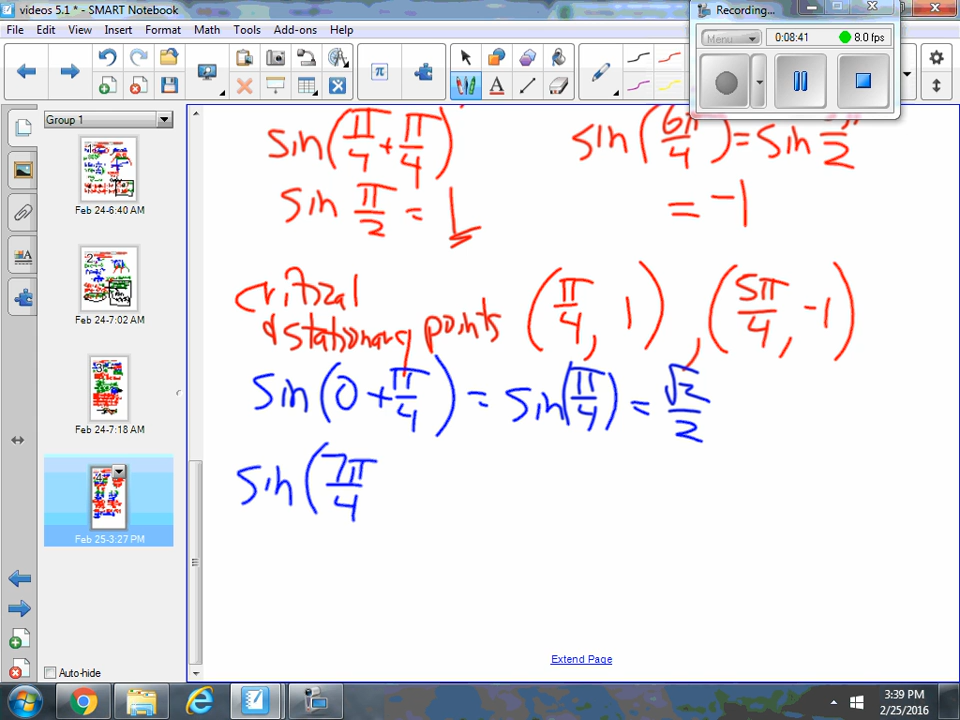 videos 5.1 * - SMART Notebook
Recording...
File Edit View Insert Format Math Tools Add-ons Help
Menu 0:08:41 8.0 fps
Group 1
Feb 24-6:40 AM
Feb 24-7:02 AM
Feb 24-7:18 AM
Feb 25-3:27 PM
sin(π/4 + π/4)
sin(6π/4) = sin π/2
sin π/2 = 1
= -1
critical
& stationary points (π/4, 1), (5π/4, -1)
sin(0 + π/4) = sin(π/4) = √2/2
sin(7π/4
Extend Page
Auto-hide
3:39 PM
2/25/2016